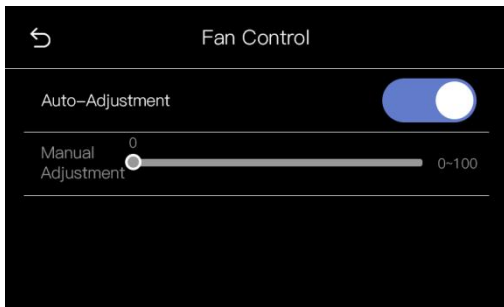 Fan Control
Auto-Adjustment
0
Manual
Adjustment
0~100